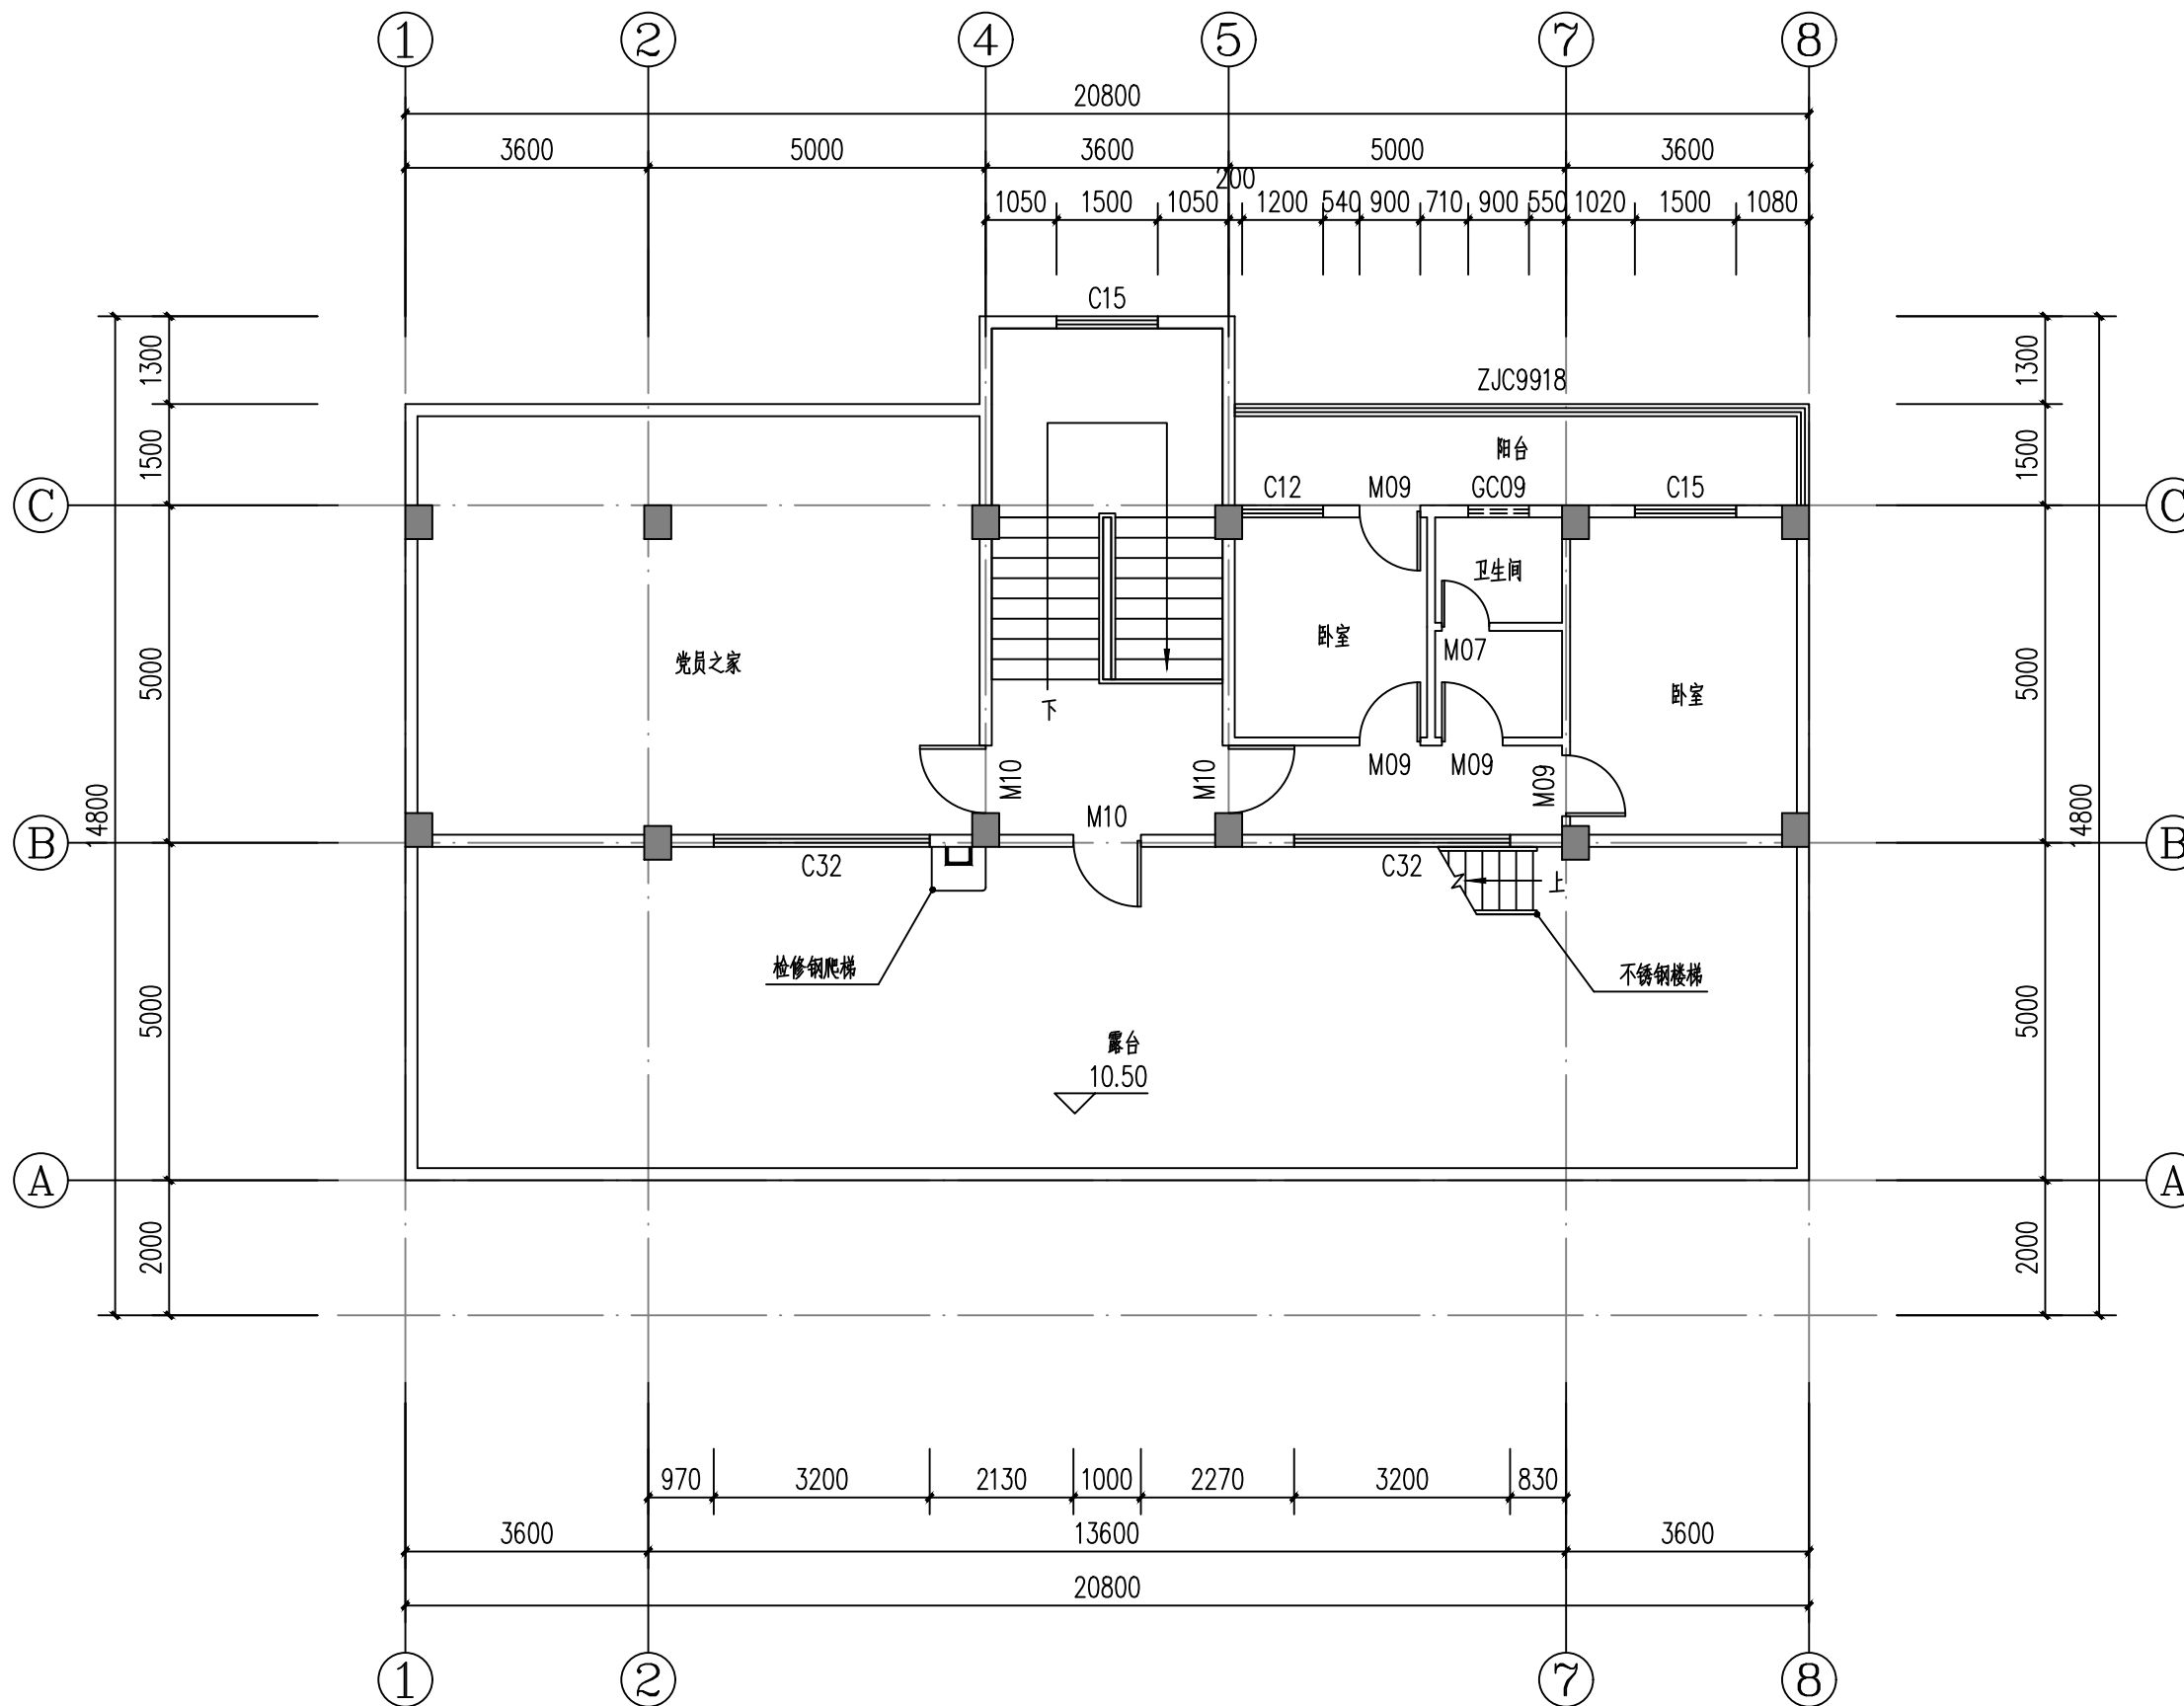 1 2 4 5 7 8
20800
3600 5000 3600 5000 3600
200
1050 1500 1050 1200 540 900 710 900 550 1020 1500 1080
C15
1300 1300
ZJC9918
1500 阳台 1500
C12 M09 GC09 C15
C C
卫生间
卧室
M07
党员之家 5000 5000
卧室
下
M10 M10 M09 M09 M09
14800 14800
M10
B B
C32 C32
上
检修钢爬梯 不锈钢楼梯
5000 5000
露台
10.50
A A
2000 2000
970 3200 2130 1000 2270 3200 830
3600 13600 3600
20800
1 2 7 8